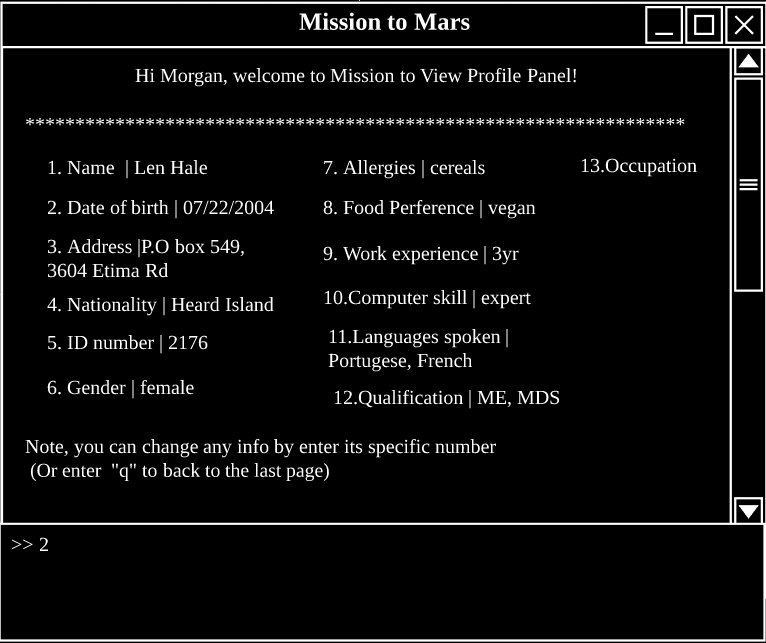 Mission to Mars
Hi Morgan, welcome to Mission to View Profile Panel!
******************************************************************
1. Name | Len Hale
2. Date of birth | 07/22/2004
3. Address |P.O box 549,
3604 Etima Rd
4. Nationality | Heard Island
5. ID number | 2176
6. Gender | female
7. Allergies | cereals
8. Food Perference | vegan
9. Work experience | 3yr
10.Computer skill | expert
11.Languages spoken |
Portugese, French
12.Qualification | ME, MDS
13.Occupation
Note, you can change any info by enter its specific number
(Or enter "q" to back to the last page)
>> 2